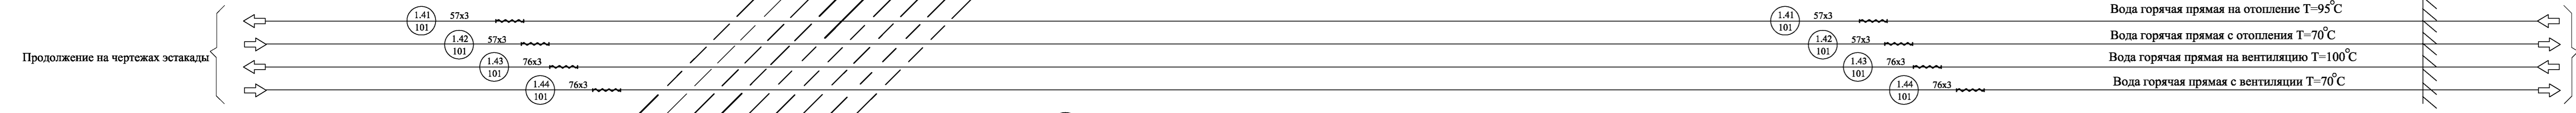 1.41
101
57х3
1.41
101
57х3
Вода горячая прямая на отопление Т=95°С
1.42
101
57х3
1.42
101
57х3
Вода горячая прямая с отопления Т=70°С
Продолжение на чертежах эстакады
1.43
101
76х3
1.43
101
76х3
Вода горячая прямая на вентиляцию Т=100°С
1.44
101
76х3
1.44
101
76х3
Вода горячая прямая с вентиляции Т=70°С